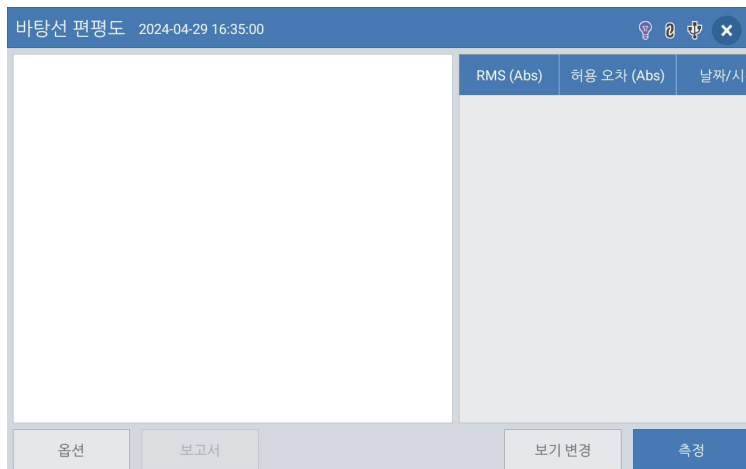 바탕선 편평도 2024-04-29 16:35:00
RMS (Abs) 허용 오차 (Abs) 날짜/시
옵션 보고서 보기 변경 측정